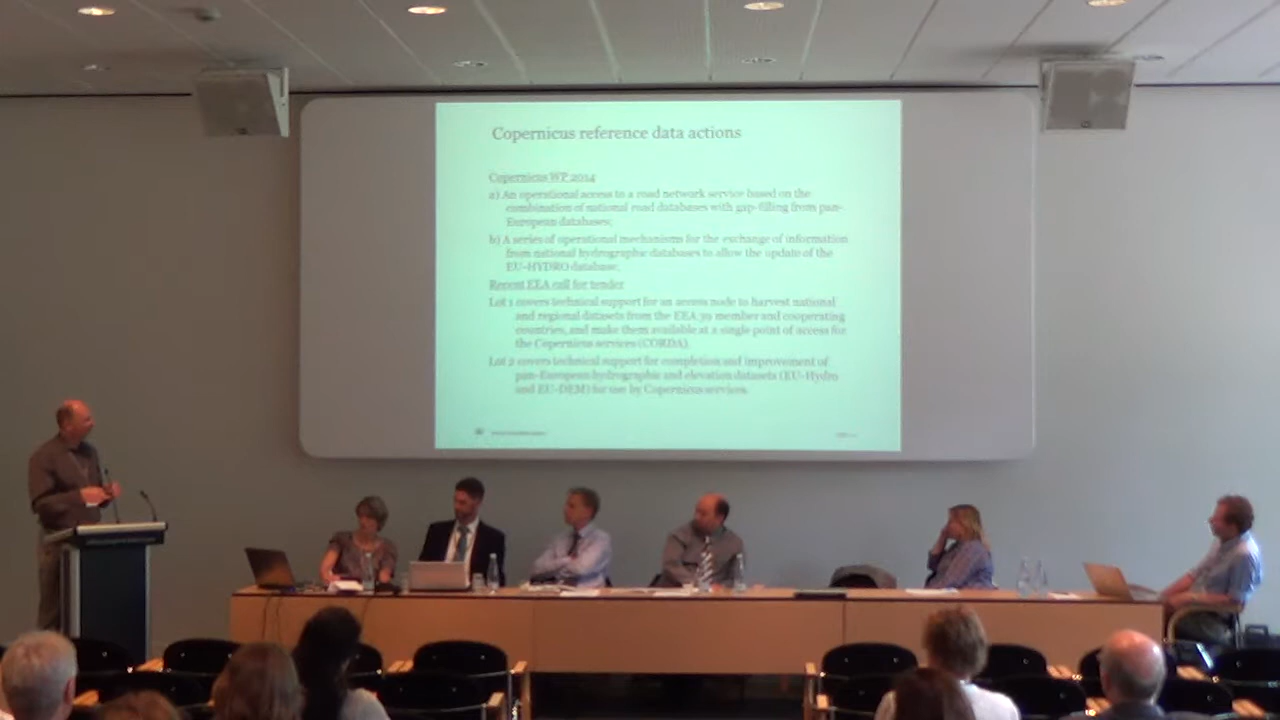 Copernicus reference data actions
Copernicus WP 2014
a) An operational access to a road network service based on the
combination of national road databases with gap-filling from pan-
European databases;
b) A series of operational mechanisms for the exchange of information
from national hydrographic databases to allow the update of the
EU-HYDRO database.
Recent EEA call for tender
Lot 1 covers technical support for an access node to harvest national
and regional datasets from the EEA 39 member and cooperating
countries, and make them available at a single point of access for
the Copernicus services (CORDA).
Lot 2 covers technical support for completion and improvement of
pan-European hydrographic and elevation datasets (EU-Hydro
and EU-DEM) for use by Copernicus services.